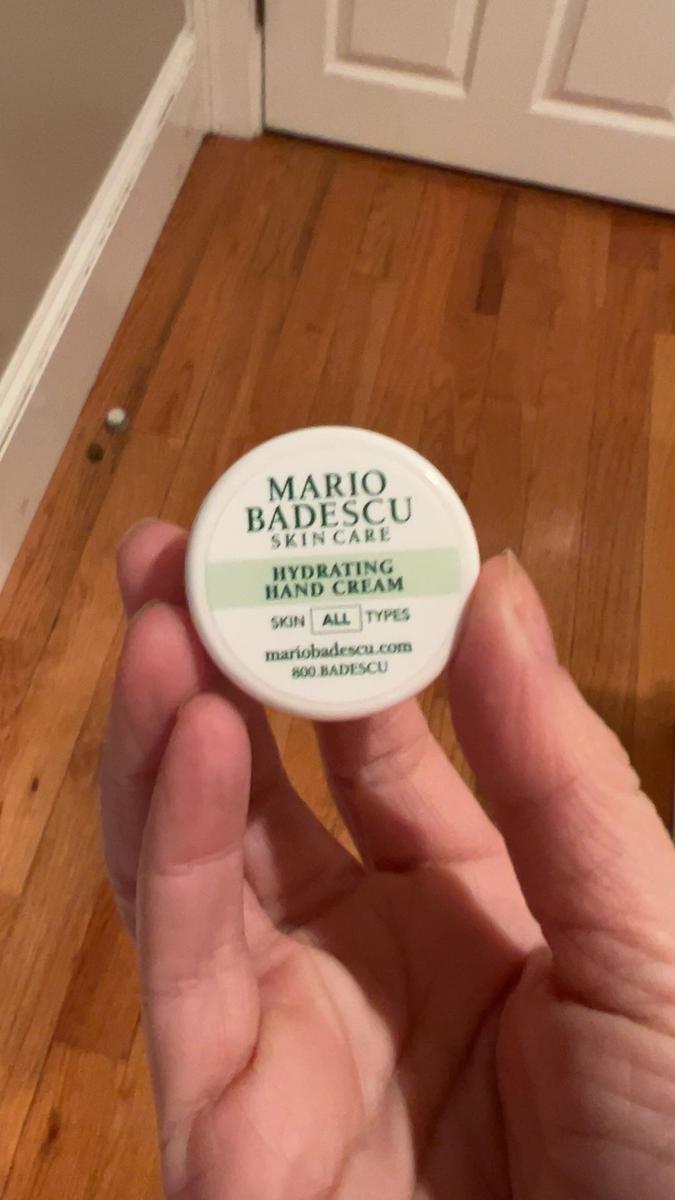 MARIO
BADESCU
SKIN CARE
HYDRATING
HAND CREAM
SKIN ALL TYPES
mariobadescu.com
800.BADESCU